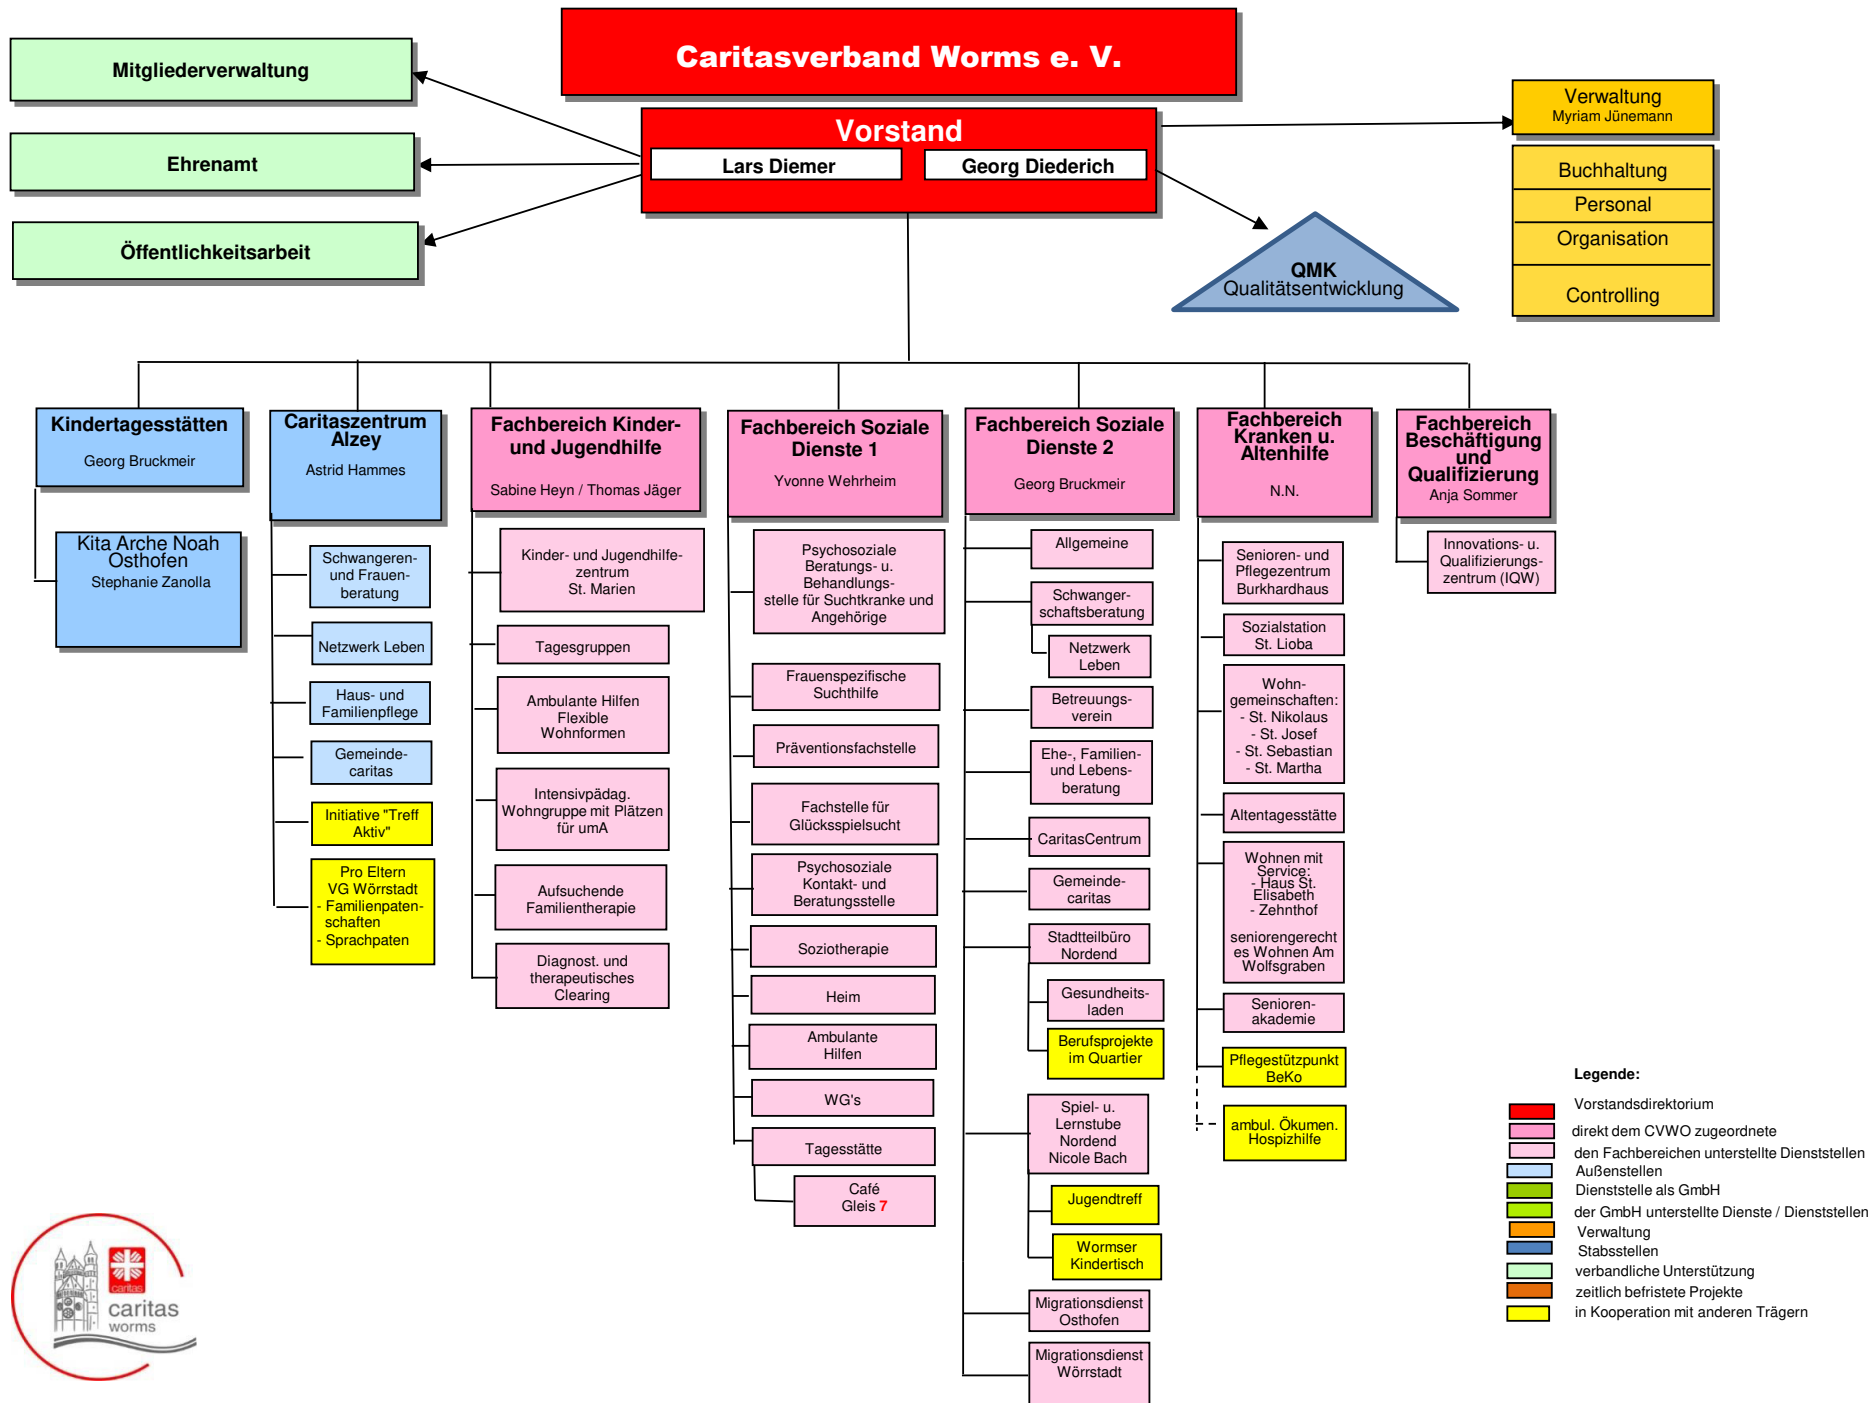 Caritasverband Worms e. V.
Mitgliederverwaltung
Ehrenamt
Öffentlichkeitsarbeit
Vorstand
Lars Diemer
Georg Diederich
QMK
Qualitätsentwicklung
Verwaltung
Myriam Jünemann
Buchhaltung
Personal
Organisation
Controlling
Kindertagesstätten
Georg Bruckmeir
Kita Arche Noah
Osthofen
Stephanie Zanolla
Caritaszentrum
Alzey
Astrid Hammes
Schwangeren-
und Frauen-
beratung
Netzwerk Leben
Haus- und
Familienpflege
Gemeinde-
caritas
Initiative "Treff
Aktiv"
Pro Eltern
VG Wörrstadt
- Familienpaten-
schaften
- Sprachpaten
Fachbereich Kinder-
und Jugendhilfe
Sabine Heyn / Thomas Jäger
Kinder- und Jugendhilfe-
zentrum
St. Marien
Tagesgruppen
Ambulante Hilfen
Flexible
Wohnformen
Intensivpädag.
Wohngruppe mit Plätzen
für umA
Aufsuchende
Familientherapie
Diagnost. und
therapeutisches
Clearing
Fachbereich Soziale
Dienste 1
Yvonne Wehrheim
Psychosoziale
Beratungs- u.
Behandlungs-
stelle für Suchtkranke und
Angehörige
Frauenspezifische
Suchthilfe
Präventionsfachstelle
Fachstelle für
Glücksspielsucht
Psychosoziale
Kontakt- und
Beratungsstelle
Soziotherapie
Heim
Ambulante
Hilfen
WG's
Tagesstätte
Café
Gleis 7
Fachbereich Soziale
Dienste 2
Georg Bruckmeir
Allgemeine
Schwanger-
schaftsberatung
Netzwerk
Leben
Betreuungs-
verein
Ehe-, Familien-
und Lebens-
beratung
CaritasCentrum
Gemeinde-
caritas
Stadtteilbüro
Nordend
Gesundheits-
laden
Berufsprojekte
im Quartier
Spiel- u.
Lernstube
Nordend
Nicole Bach
Jugendtreff
Wormser
Kindertisch
Migrationsdienst
Osthofen
Migrationsdienst
Wörrstadt
Fachbereich
Kranken u.
Altenhilfe
N.N.
Senioren- und
Pflegezentrum
Burkhardhaus
Sozialstation
St. Lioba
Wohn-
gemeinschaften:
- St. Nikolaus
- St. Josef
- St. Sebastian
- St. Martha
Altentagesstätte
Wohnen mit
Service:
- Haus St.
Elisabeth
- Zehnthof
seniorengerecht
es Wohnen Am
Wolfsgraben
Senioren-
akademie
Pflegestützpunkt
BeKo
ambul. Ökumen.
Hospizhilfe
Fachbereich
Beschäftigung
und
Qualifizierung
Anja Sommer
Innovations- u.
Qualifizierungs-
zentrum (IQW)
Legende:
Vorstandsdirektorium
direkt dem CVWO zugeordnete
den Fachbereichen unterstellte Dienststellen
Außenstellen
Dienststelle als GmbH
der GmbH unterstellte Dienste / Dienststellen
Verwaltung
Stabsstellen
verbandliche Unterstützung
zeitlich befristete Projekte
in Kooperation mit anderen Trägern
caritas
caritas
worms